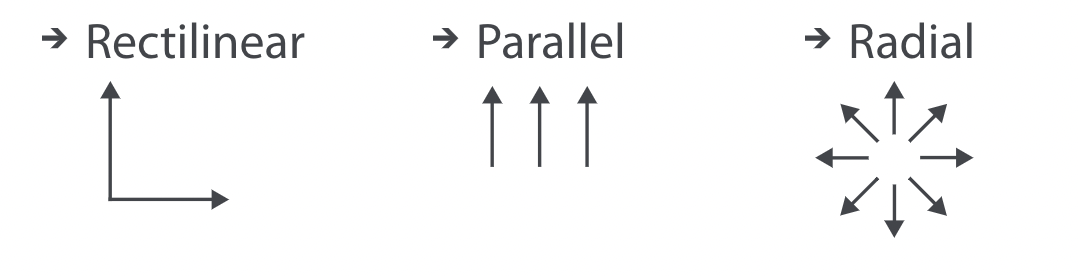 ➔ Rectilinear
➔ Parallel
➔ Radial